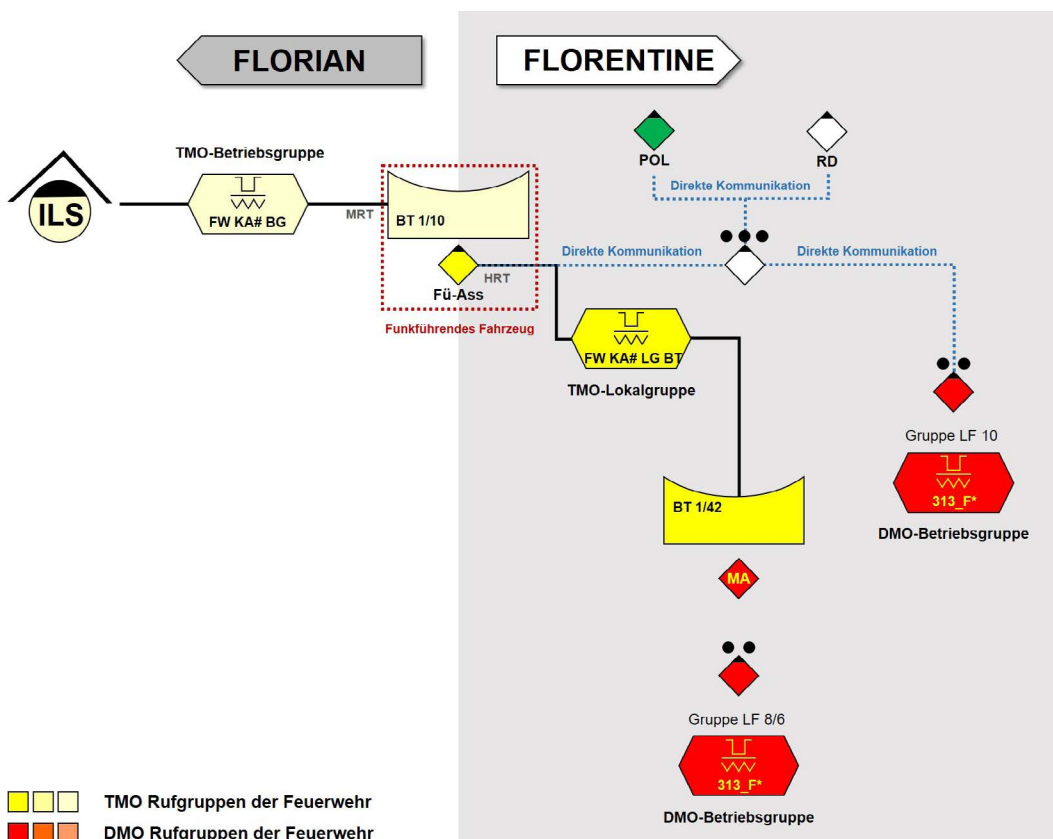 FLORIAN
FLORENTINE
TMO-Betriebsgruppe
POL
RD
ILS
Direkte Kommunikation
FW KA# BG
MRT
BT 1/10
Direkte Kommunikation
Direkte Kommunikation
HRT
Fü-Ass
Funkführendes Fahrzeug
FW KA# LG BT
TMO-Lokalgruppe
Gruppe LF 10
313_F*
BT 1/42
DMO-Betriebsgruppe
MA
Gruppe LF 8/6
313_F*
DMO-Betriebsgruppe
TMO Rufgruppen der Feuerwehr
DMO Rufgruppen der Feuerwehr